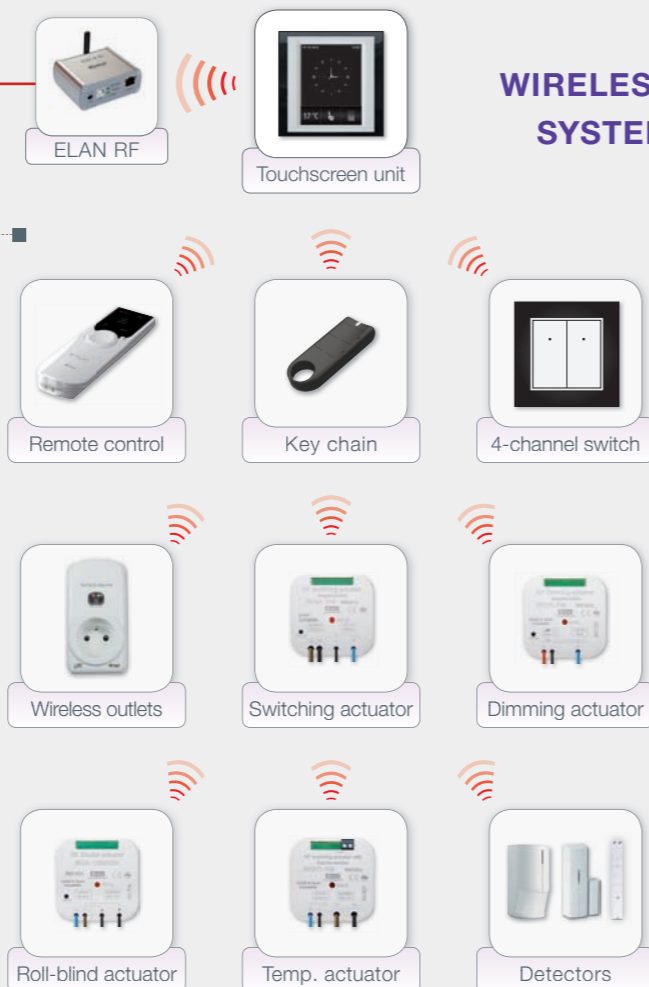 WIRELES
SYSTE
ELAN RF
Touchscreen unit
Remote control
Key chain
4-channel switch
Wireless outlets
Switching actuator
Dimming actuator
Roll-blind actuator
Temp. actuator
Detectors